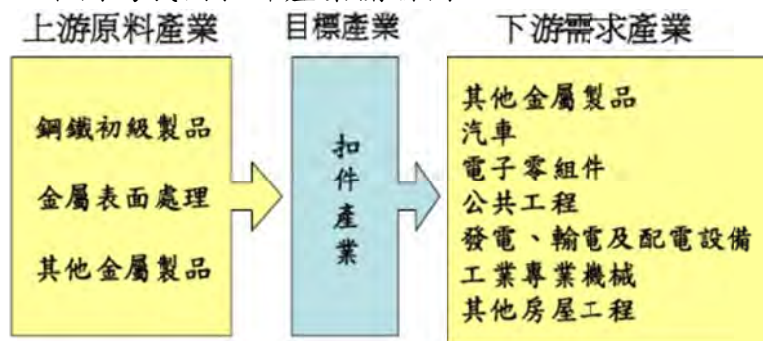 上游原料產業
目標產業
下游需求產業
鋼鐵初級製品
金屬表面處理
其他金屬製品
扣件產業
其他金屬製品
汽車
電子零組件
公共工程
發電、輸電及配電設備
工業專業機械
其他房屋工程